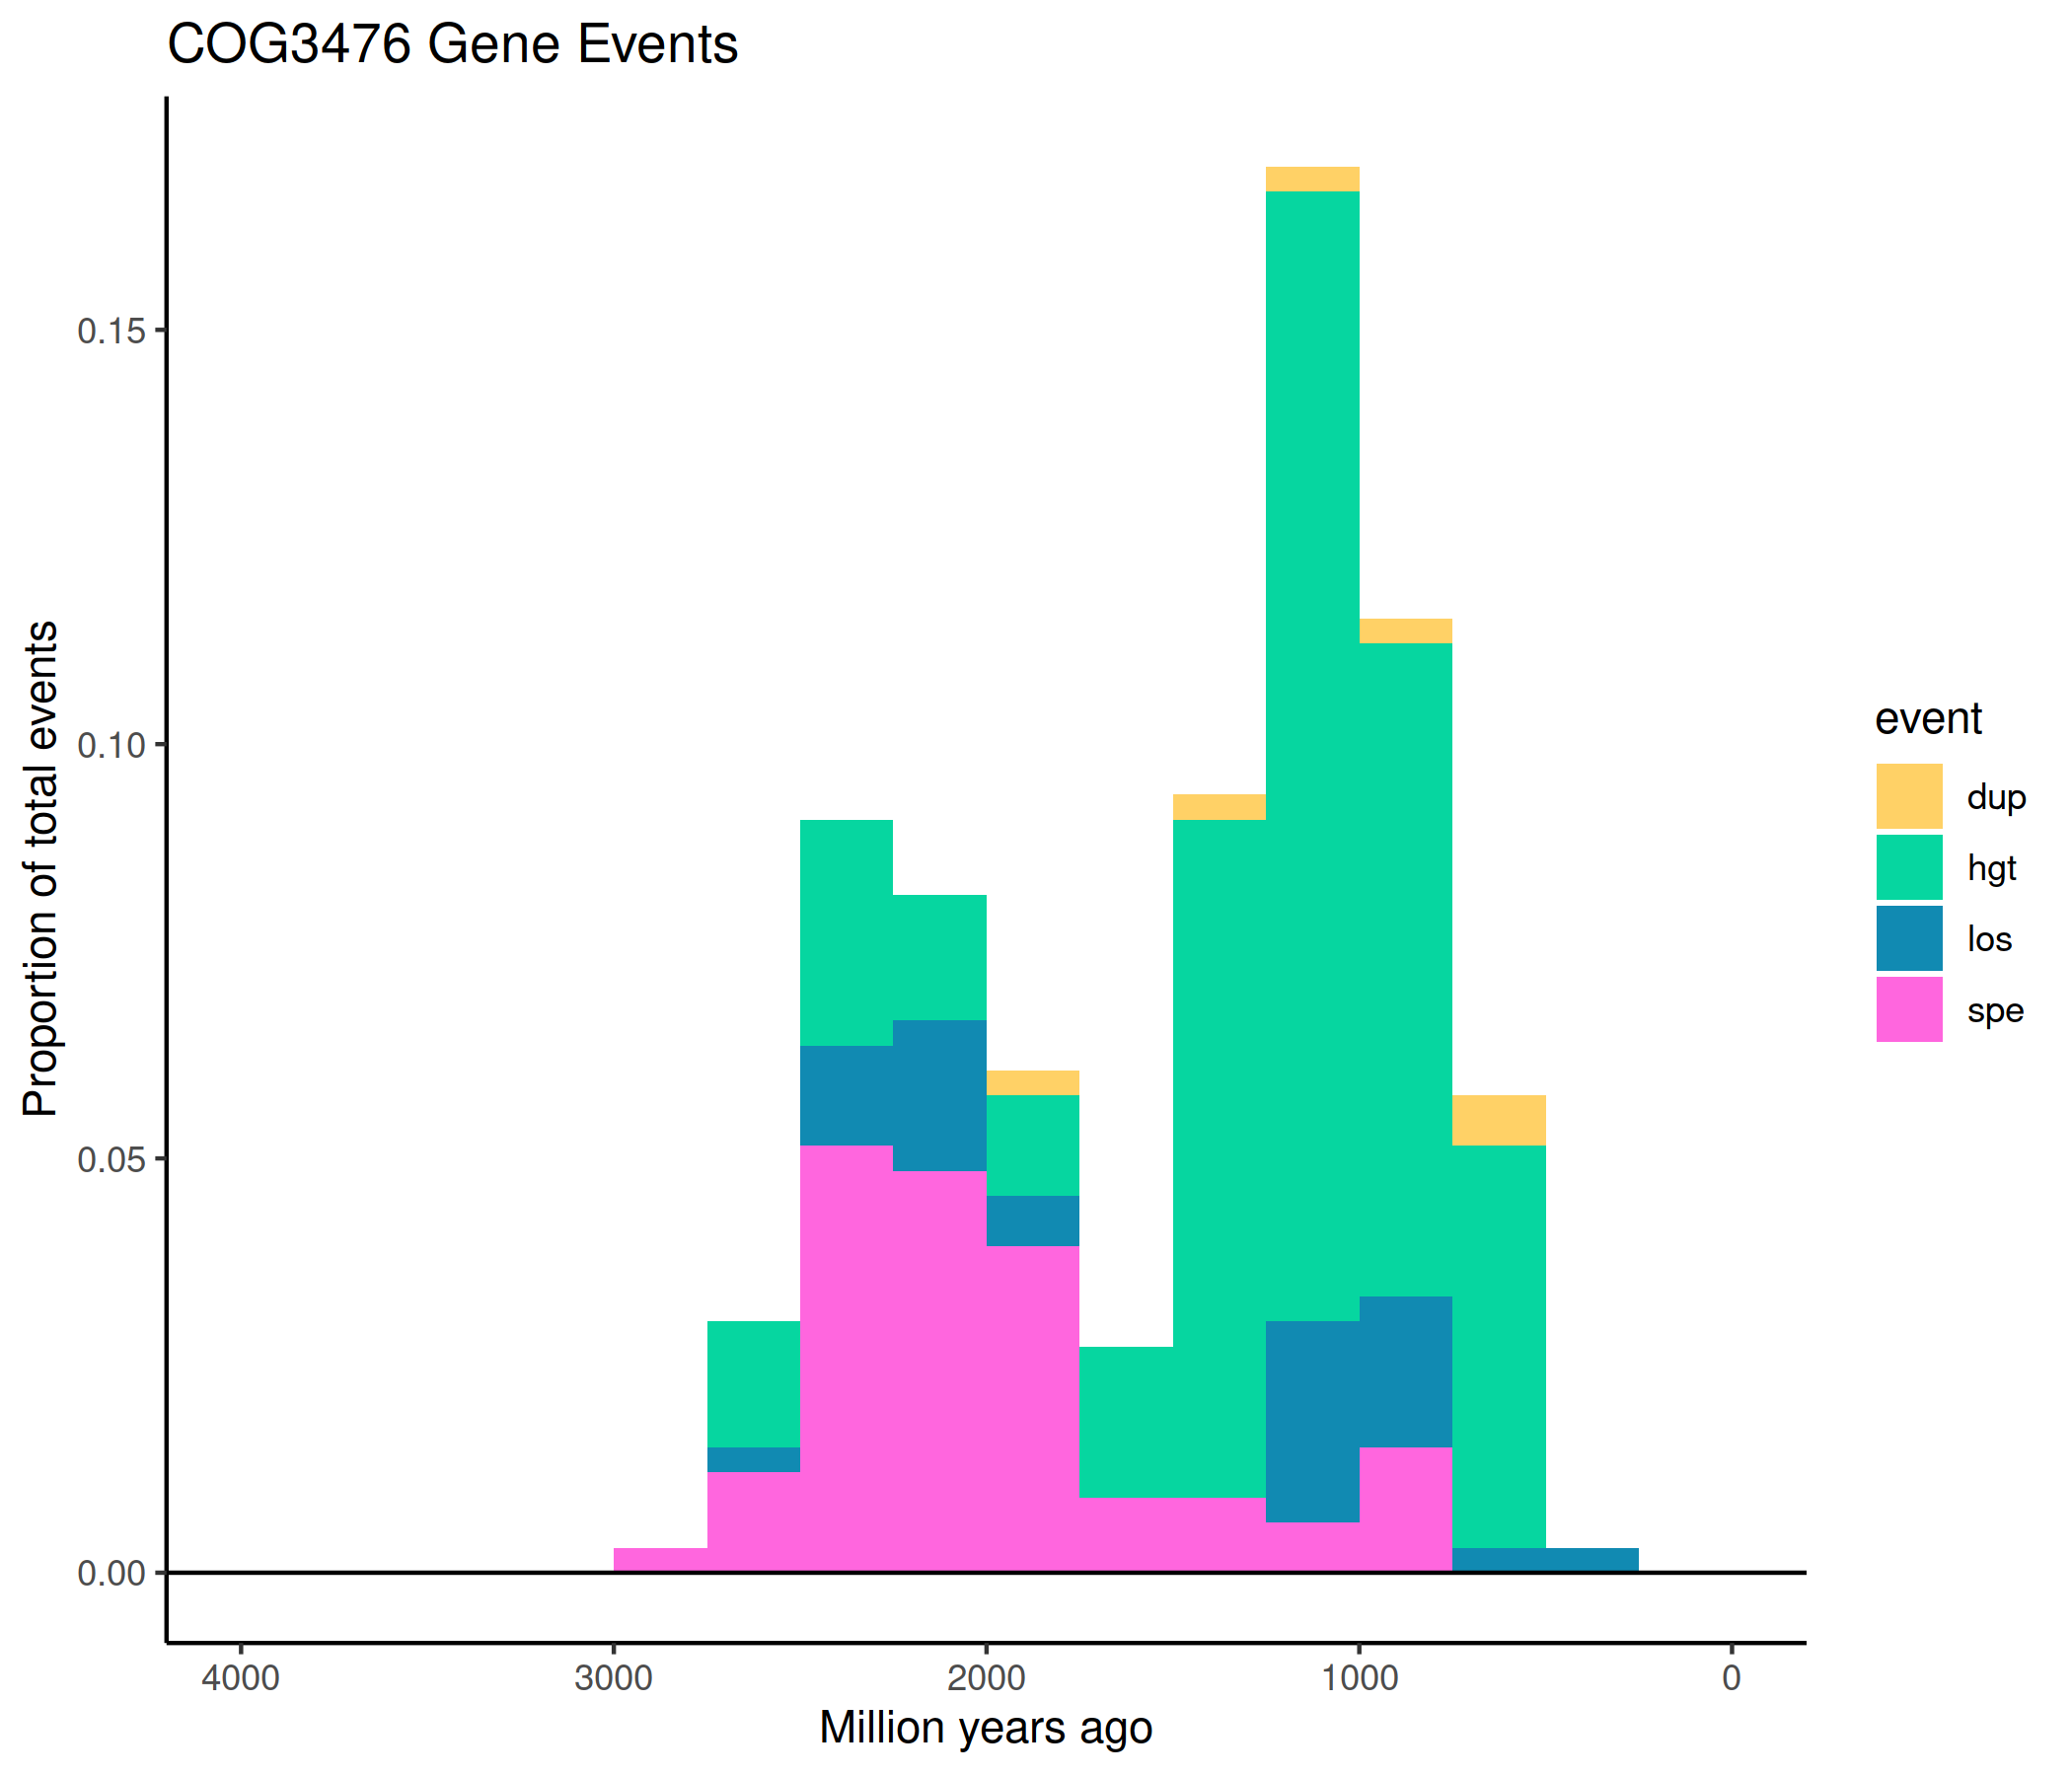 COG3476 Gene Events
Proportion of total events
0.15
0.10
0.05
0.00
4000 3000 2000 1000 0
Million years ago
event
dup
hgt
los
spe